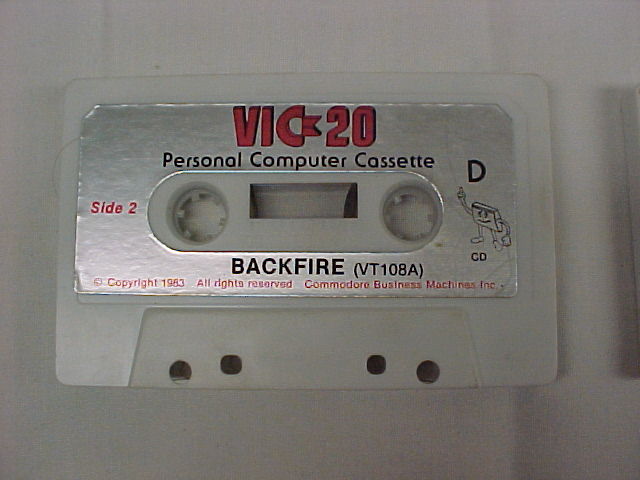 VIC 20
Personal Computer Cassette
D
Side 2
CD
BACKFIRE (VT108A)
© Copyright 1983 All rights reserved Commodore Business Machines Inc.